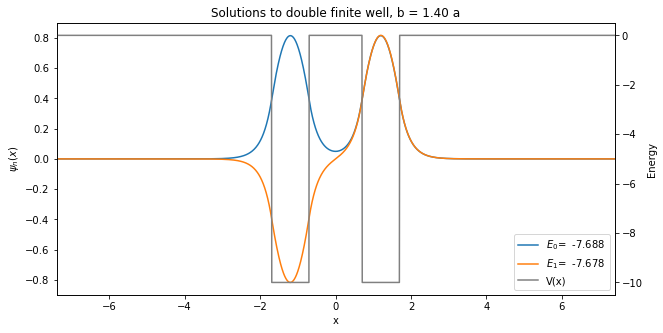 Solutions to double finite well, b = 1.40 a
0.8
0.6
0.4
0.2
0.0
−0.2
−0.4
−0.6
−0.8
ψₙ(x)
0
−2
−4
−6
−8
−10
Energy
E₀= -7.688
E₁= -7.678
V(x)
−6 −4 −2 0 2 4 6
x